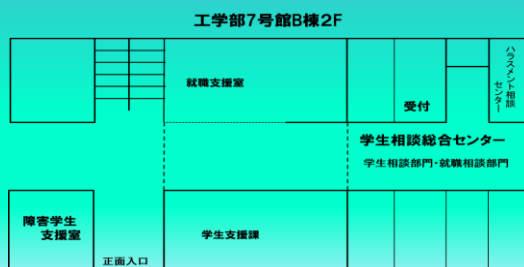 工学部7号館B棟2F
就職支援室
受付
ハラスメント相談
センター
学生相談総合センター
学生相談部門・就職相談部門
障害学生
支援室
学生支援課
正面入口